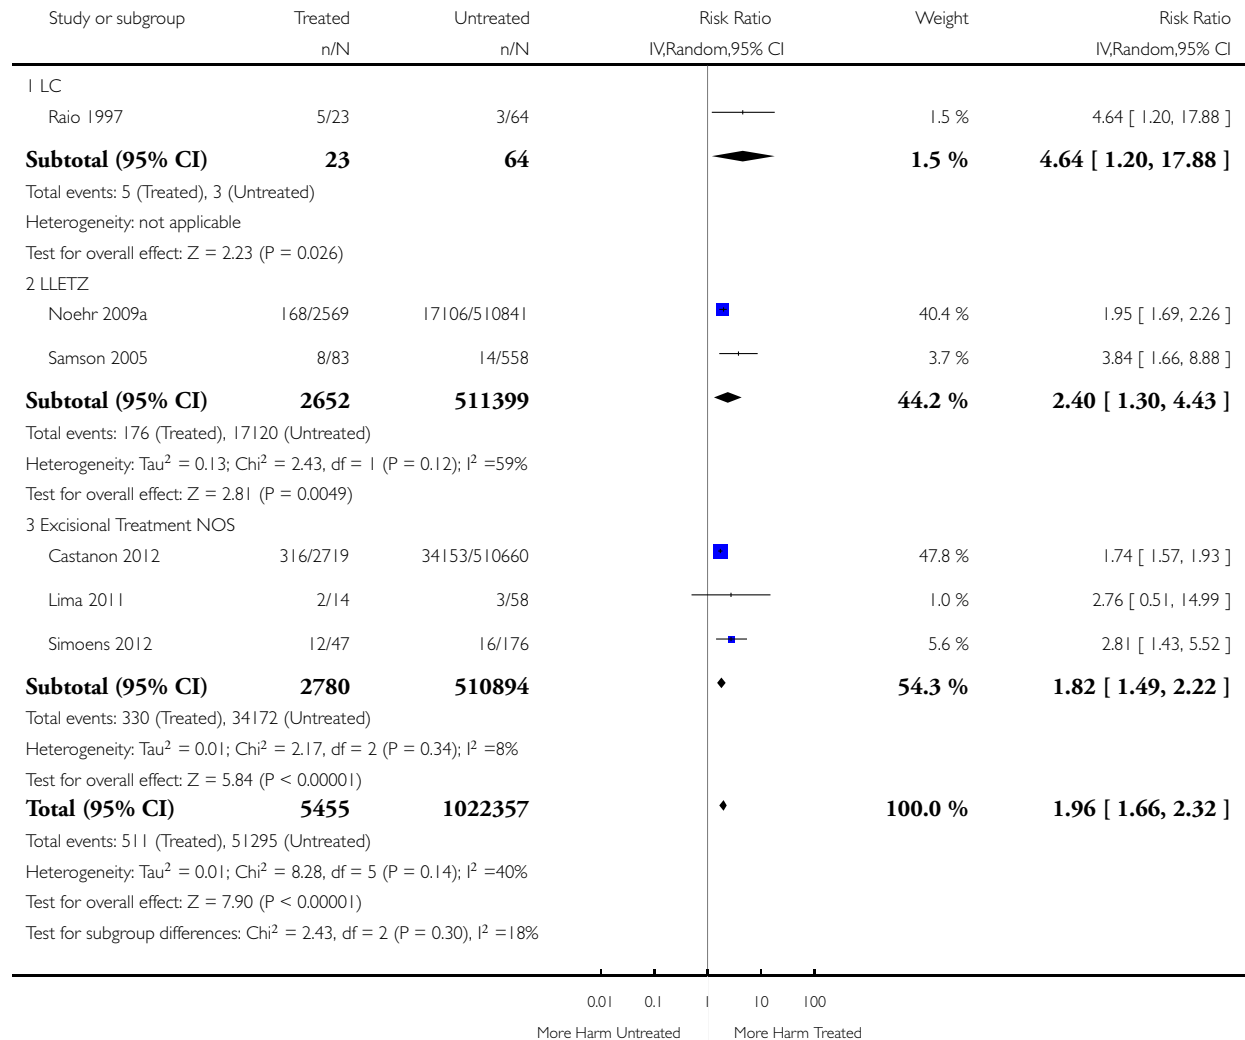 Study or subgroup Treated Untreated Risk Ratio Weight Risk Ratio
n/N n/N IV,Random,95% CI IV,Random,95% CI
1 LC
Raio 1997 5/23 3/64 1.5 % 4.64 [ 1.20, 17.88 ]
Subtotal (95% CI) 23 64 1.5 % 4.64 [ 1.20, 17.88 ]
Total events: 5 (Treated), 3 (Untreated)
Heterogeneity: not applicable
Test for overall effect: Z = 2.23 (P = 0.026)
2 LLETZ
Noehr 2009a 168/2569 17106/510841 40.4 % 1.95 [ 1.69, 2.26 ]
Samson 2005 8/83 14/558 3.7 % 3.84 [ 1.66, 8.88 ]
Subtotal (95% CI) 2652 511399 44.2 % 2.40 [ 1.30, 4.43 ]
Total events: 176 (Treated), 17120 (Untreated)
Heterogeneity: Tau² = 0.13; Chi² = 2.43, df = 1 (P = 0.12); I² =59%
Test for overall effect: Z = 2.81 (P = 0.0049)
3 Excisional Treatment NOS
Castanon 2012 316/2719 34153/510660 47.8 % 1.74 [ 1.57, 1.93 ]
Lima 2011 2/14 3/58 1.0 % 2.76 [ 0.51, 14.99 ]
Simoens 2012 12/47 16/176 5.6 % 2.81 [ 1.43, 5.52 ]
Subtotal (95% CI) 2780 510894 54.3 % 1.82 [ 1.49, 2.22 ]
Total events: 330 (Treated), 34172 (Untreated)
Heterogeneity: Tau² = 0.01; Chi² = 2.17, df = 2 (P = 0.34); I² =8%
Test for overall effect: Z = 5.84 (P < 0.00001)
Total (95% CI) 5455 1022357 100.0 % 1.96 [ 1.66, 2.32 ]
Total events: 511 (Treated), 51295 (Untreated)
Heterogeneity: Tau² = 0.01; Chi² = 8.28, df = 5 (P = 0.14); I² =40%
Test for overall effect: Z = 7.90 (P < 0.00001)
Test for subgroup differences: Chi² = 2.43, df = 2 (P = 0.30), I² =18%
0.01 0.1 1 10 100
More Harm Untreated More Harm Treated